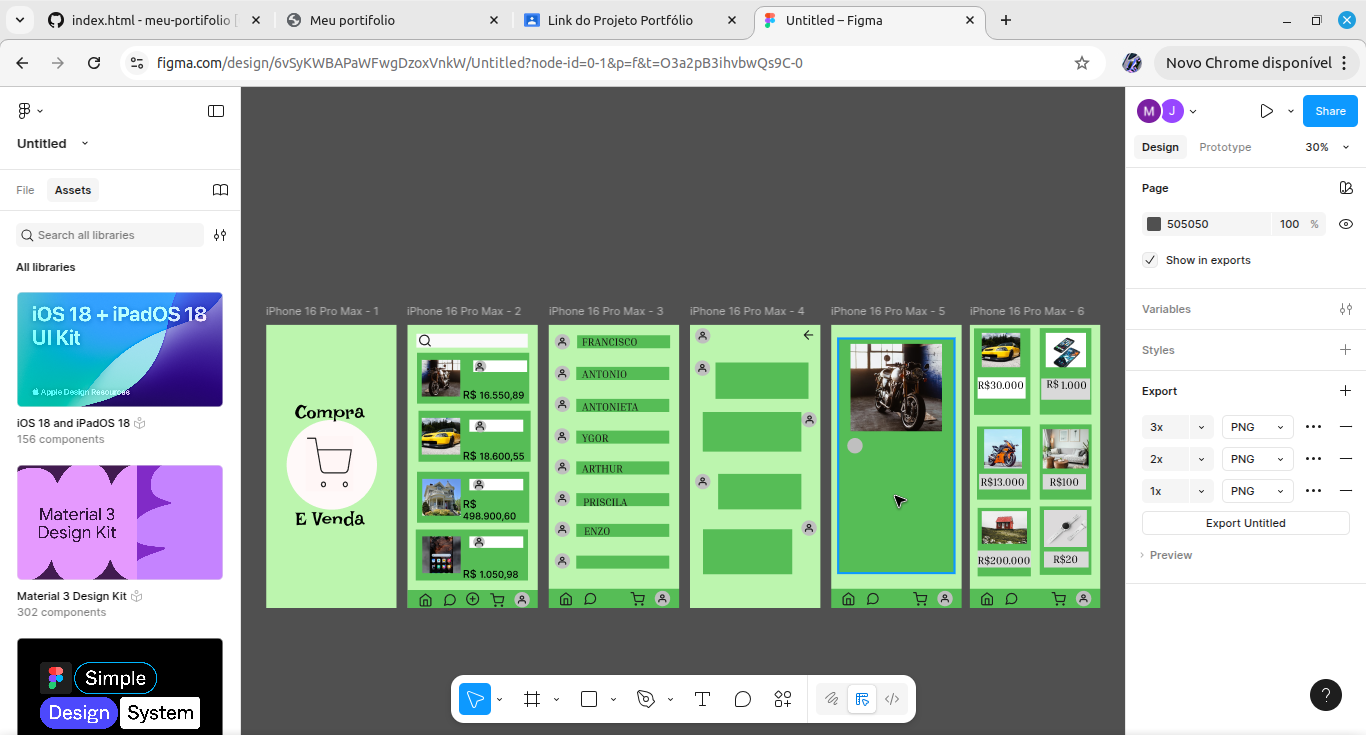 index.html - meu-portifolio [
Meu portifolio
Link do Projeto Portfólio
Untitled – Figma
figma.com/design/6vSyKWBAPaWFwgDzoxVnkW/Untitled?node-id=0-1&p=f&t=O3a2pB3ihvbwQs9C-0
Novo Chrome disponível
Untitled
File
Assets
Search all libraries
All libraries
iOS 18 + iPadOS 18
UI Kit
Apple Design Resources
iOS 18 and iPadOS 18
156 components
Material 3
Design Kit
Material 3 Design Kit
302 components
Simple
Design System
iPhone 16 Pro Max - 1
Compra
E Venda
iPhone 16 Pro Max - 2
R$ 16.550,89
R$ 18.600,55
R$
498.900,60
R$ 1.050,98
iPhone 16 Pro Max - 3
FRANCISCO
ANTONIO
ANTONIETA
YGOR
ARTHUR
PRISCILA
ENZO
iPhone 16 Pro Max - 4
iPhone 16 Pro Max - 5
iPhone 16 Pro Max - 6
R$30.000
R$ 1.000
R$13.000
R$100
R$200.000
R$20
M
J
Share
Design
Prototype
30%
Page
505050
100
%
Show in exports
Variables
Styles
Export
3x
PNG
2x
PNG
1x
PNG
Export Untitled
Preview
?